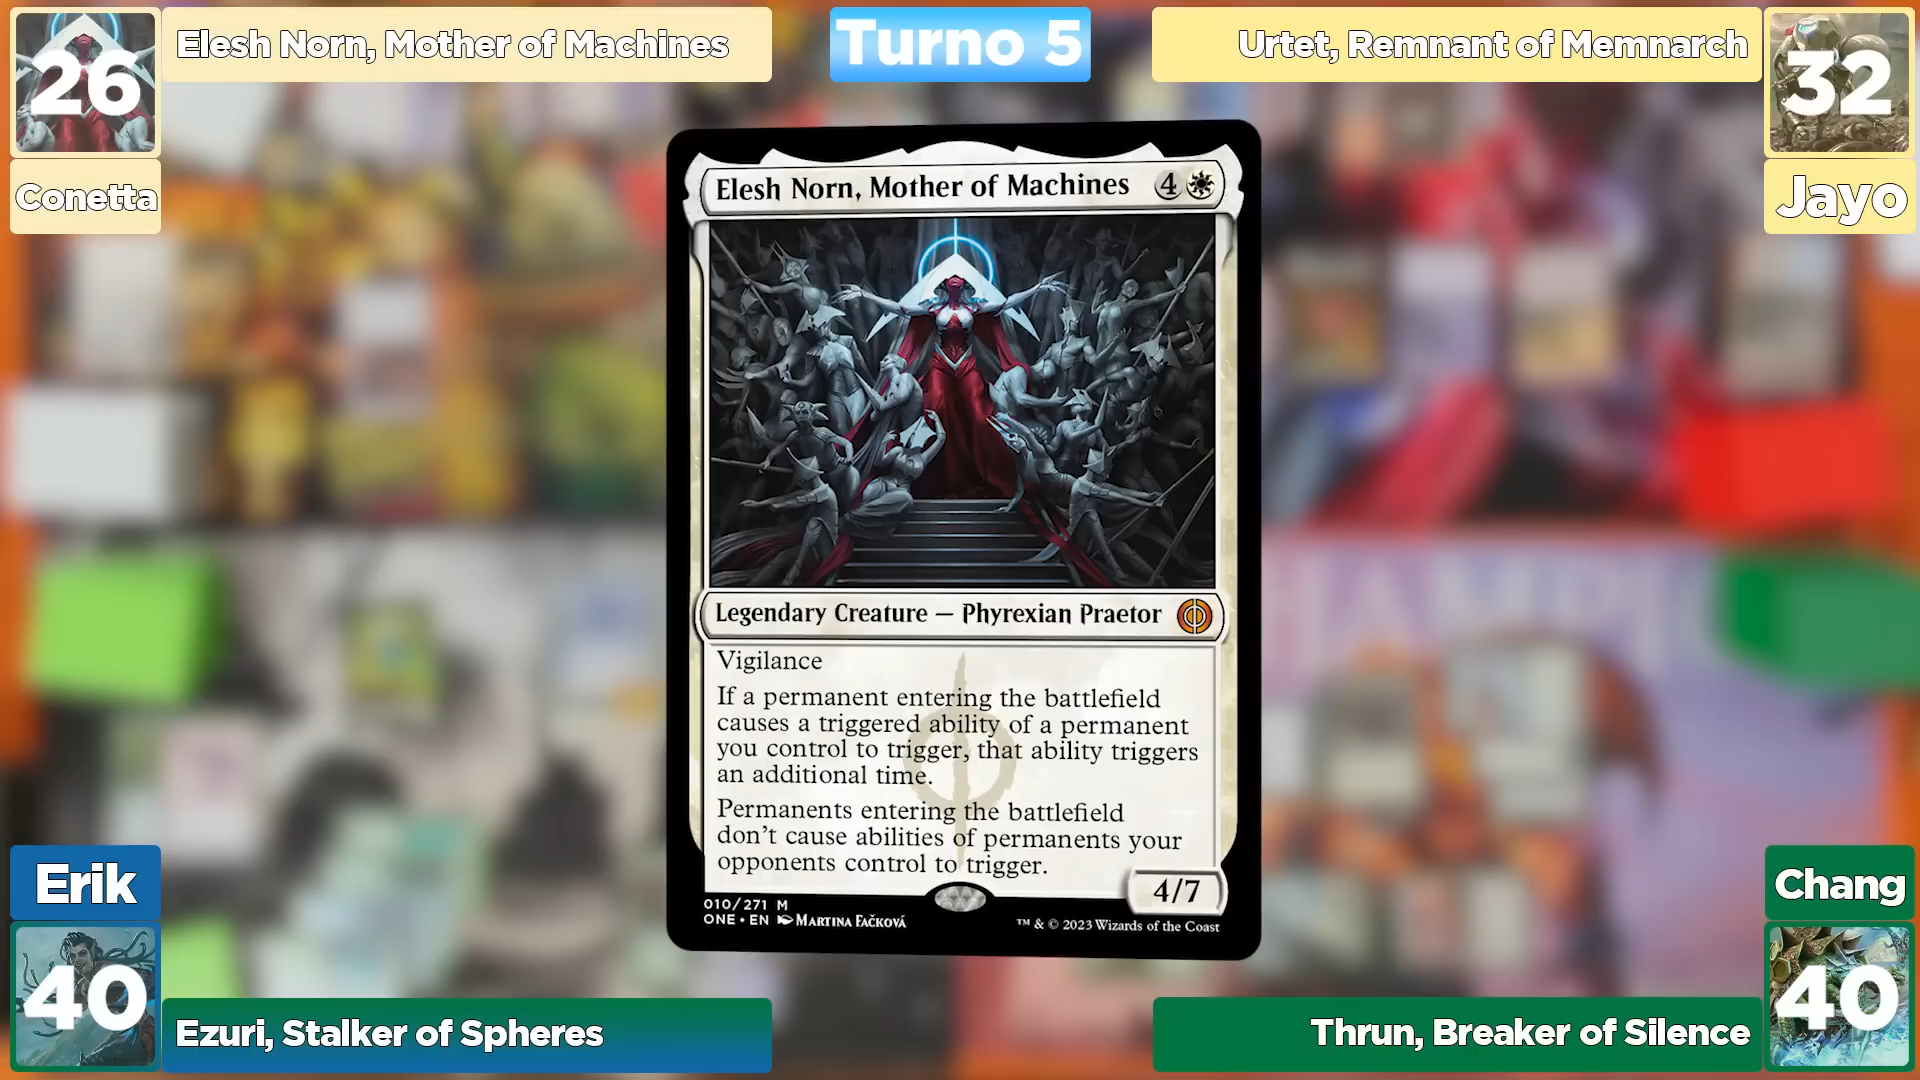 26
Elesh Norn, Mother of Machines
Conetta
Turno 5
Urtet, Remnant of Memnarch
32
Jayo
Elesh Norn, Mother of Machines 4
Legendary Creature — Phyrexian Praetor
Vigilance
If a permanent entering the battlefield
causes a triggered ability of a permanent
you control to trigger, that ability triggers
an additional time.
Permanents entering the battlefield
don't cause abilities of permanents your
opponents control to trigger.
4/7
010/271 M
ONE • EN Martina Fačková
™ & © 2023 Wizards of the Coast
Erik
40
Ezuri, Stalker of Spheres
Chang
40
Thrun, Breaker of Silence